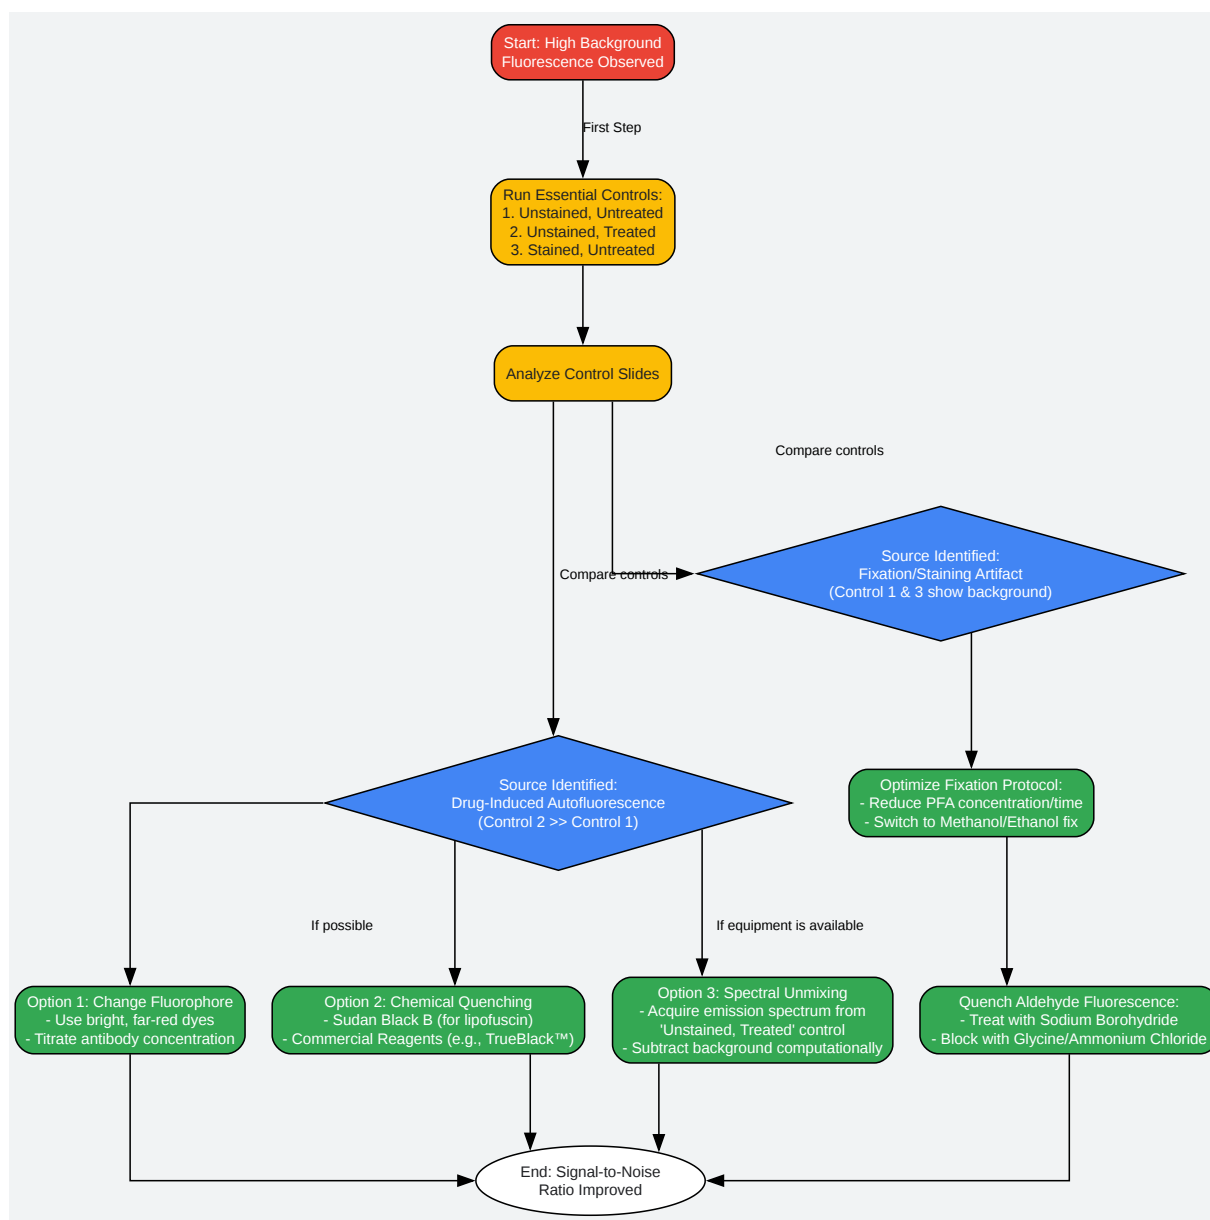 Start: High Background
Fluorescence Observed
First Step
Run Essential Controls:
1. Unstained, Untreated
2. Unstained, Treated
3. Stained, Untreated
Analyze Control Slides
Compare controls
Source Identified:
Fixation/Staining Artifact
(Control 1 & 3 show background)
Compare controls
Source Identified:
Drug-Induced Autofluorescence
(Control 2 >> Control 1)
Optimize Fixation Protocol:
- Reduce PFA concentration/time
- Switch to Methanol/Ethanol fix
If possible
If equipment is available
Option 1: Change Fluorophore
- Use bright, far-red dyes
- Titrate antibody concentration
Option 2: Chemical Quenching
- Sudan Black B (for lipofuscin)
- Commercial Reagents (e.g., TrueBlack™)
Option 3: Spectral Unmixing
- Acquire emission spectrum from
'Unstained, Treated' control
- Subtract background computationally
Quench Aldehyde Fluorescence:
- Treat with Sodium Borohydride
- Block with Glycine/Ammonium Chloride
End: Signal-to-Noise
Ratio Improved